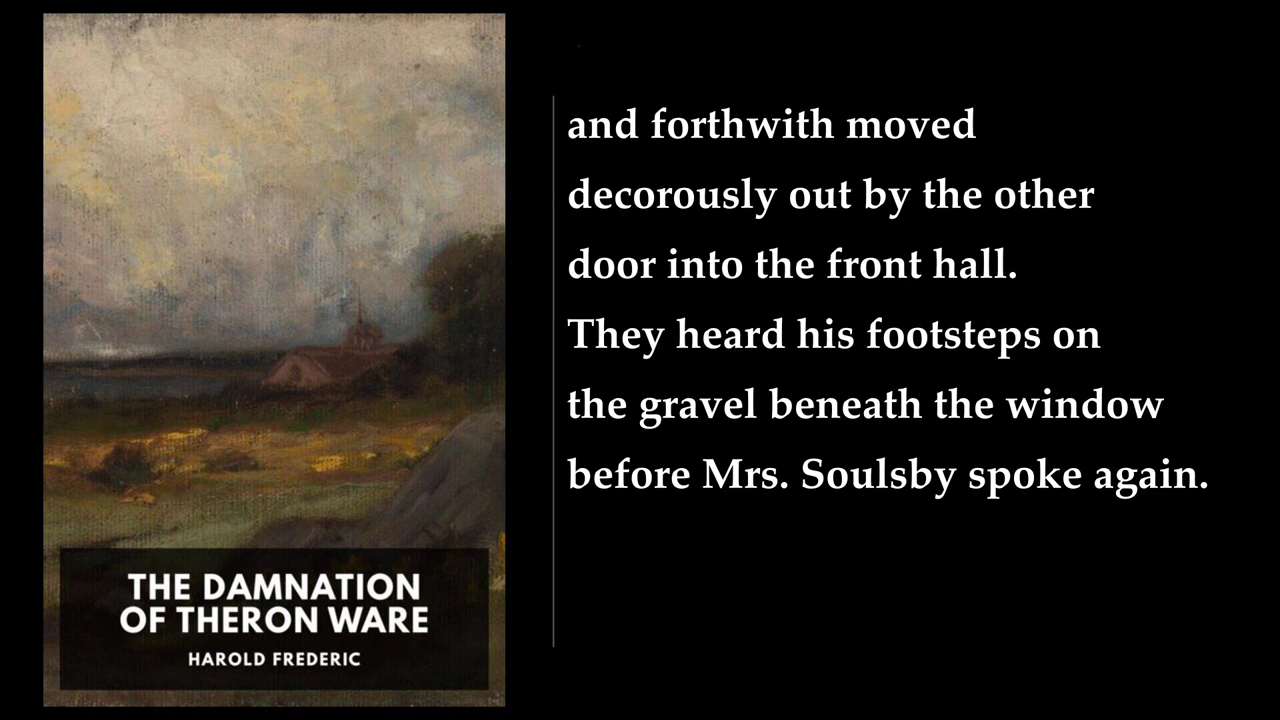 and forthwith moved
decorously out by the other
door into the front hall.
They heard his footsteps on
the gravel beneath the window
before Mrs. Soulsby spoke again.
THE DAMNATION
OF THERON WARE
HAROLD FREDERIC